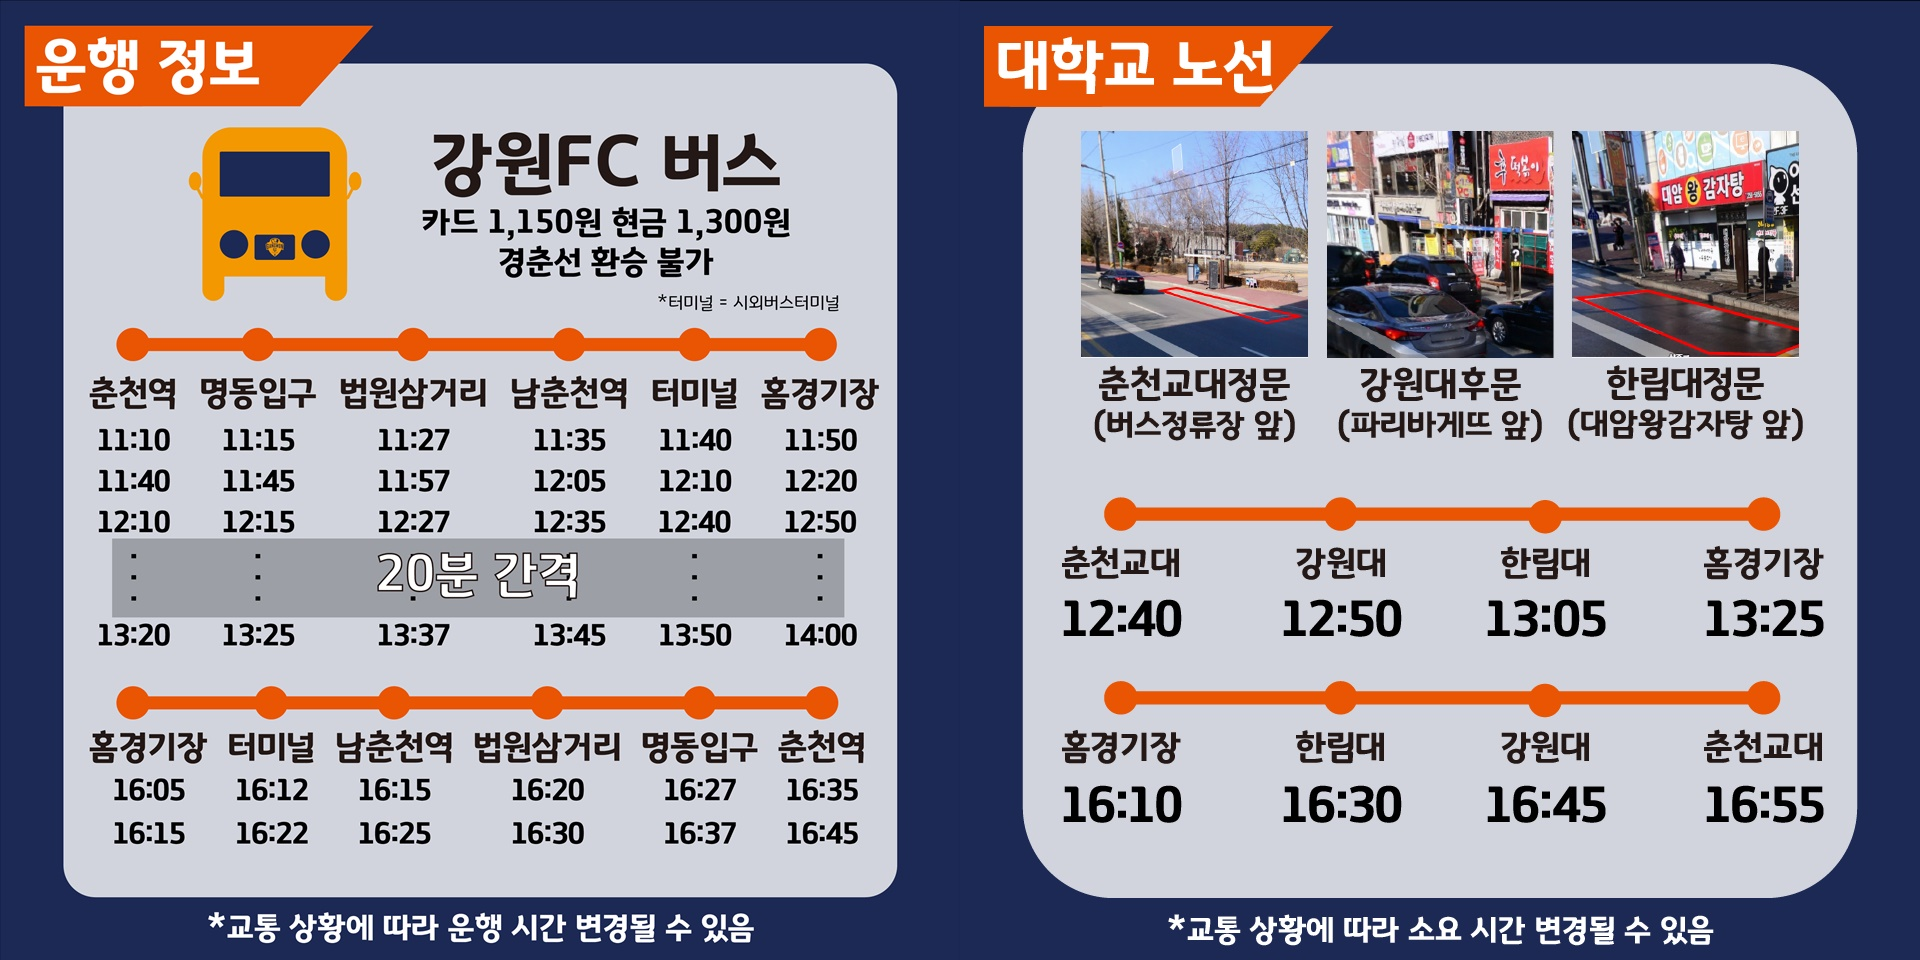 운행 정보
강원FC 버스
카드 1,150원 현금 1,300원
경춘선 환승 불가
*터미널 = 시외버스터미널
춘천역 명동입구 법원삼거리 남춘천역 터미널 홈경기장
11:10 11:15 11:27 11:35 11:40 11:50
11:40 11:45 11:57 12:05 12:10 12:20
12:10 12:15 12:27 12:35 12:40 12:50
20분 간격
13:20 13:25 13:37 13:45 13:50 14:00
홈경기장 터미널 남춘천역 법원삼거리 명동입구 춘천역
16:05 16:12 16:15 16:20 16:27 16:35
16:15 16:22 16:25 16:30 16:37 16:45
*교통 상황에 따라 운행 시간 변경될 수 있음
대학교 노선
떡볶이
대암 왕 감자탕
춘천교대정문 강원대후문 한림대정문
(버스정류장 앞) (파리바게뜨 앞) (대암왕감자탕 앞)
춘천교대 강원대 한림대 홈경기장
12:40 12:50 13:05 13:25
홈경기장 한림대 강원대 춘천교대
16:10 16:30 16:45 16:55
*교통 상황에 따라 소요 시간 변경될 수 있음